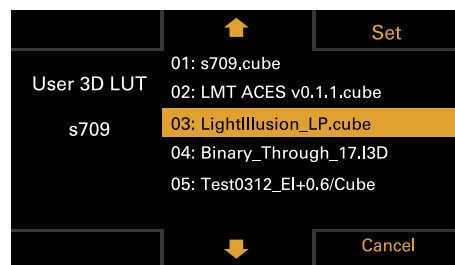 Set
User 3D LUT
s709
01: s709.cube
02: LMT ACES v0.1.1.cube
03: LightIllusion_LP.cube
04: Binary_Through_17.l3D
05: Test0312_EI+0.6/Cube
Cancel